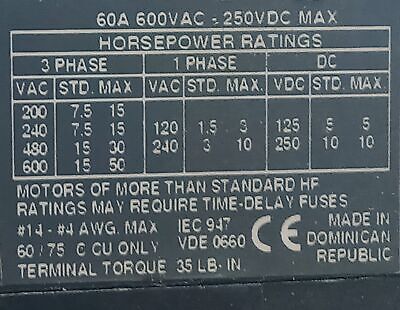 60A 600VAC - 250VDC MAX
HORSEPOWER RATINGS
3 PHASE 1 PHASE DC
VAC STD. MAX. VAC STD. MAX. VDC STD. MAX.
200 7.5 15
240 7.5 15 120 1.5 3 125 5 5
480 15 30 240 3 10 250 10 10
600 15 50
MOTORS OF MORE THAN STANDARD HP
RATINGS MAY REQUIRE TIME-DELAY FUSES
#14 - #4 AWG. MAX IEC 947 CE MADE IN
60/75 C CU ONLY VDE 0660 DOMINICAN
TERMINAL TORQUE 35 LB-IN REPUBLIC